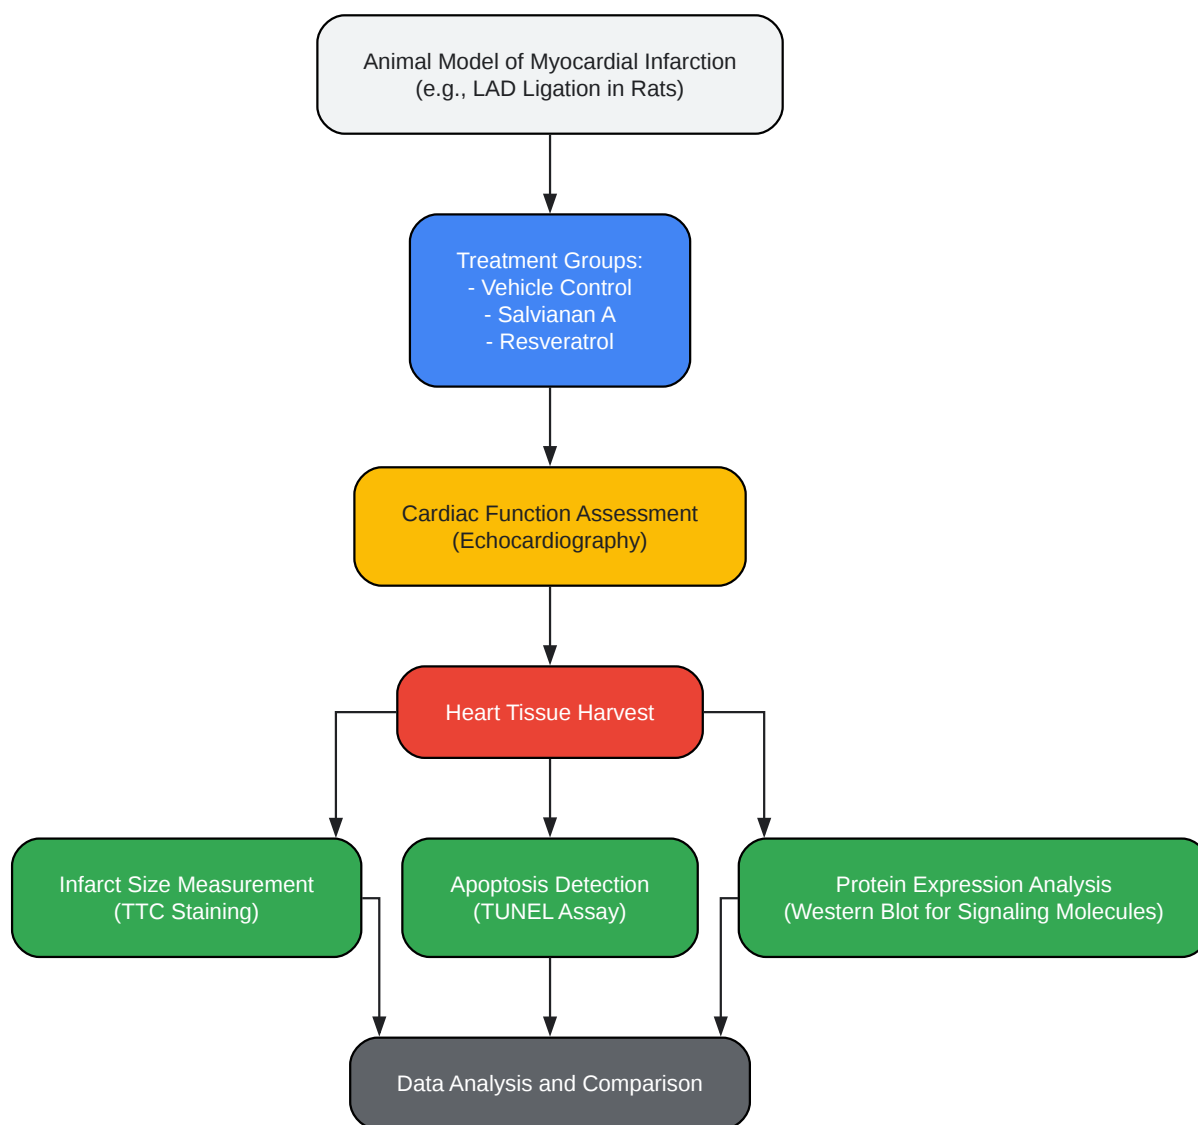 Animal Model of Myocardial Infarction
(e.g., LAD Ligation in Rats)
Treatment Groups:
- Vehicle Control
- Salvianan A
- Resveratrol
Cardiac Function Assessment
(Echocardiography)
Heart Tissue Harvest
Infarct Size Measurement
(TTC Staining)
Apoptosis Detection
(TUNEL Assay)
Protein Expression Analysis
(Western Blot for Signaling Molecules)
Data Analysis and Comparison